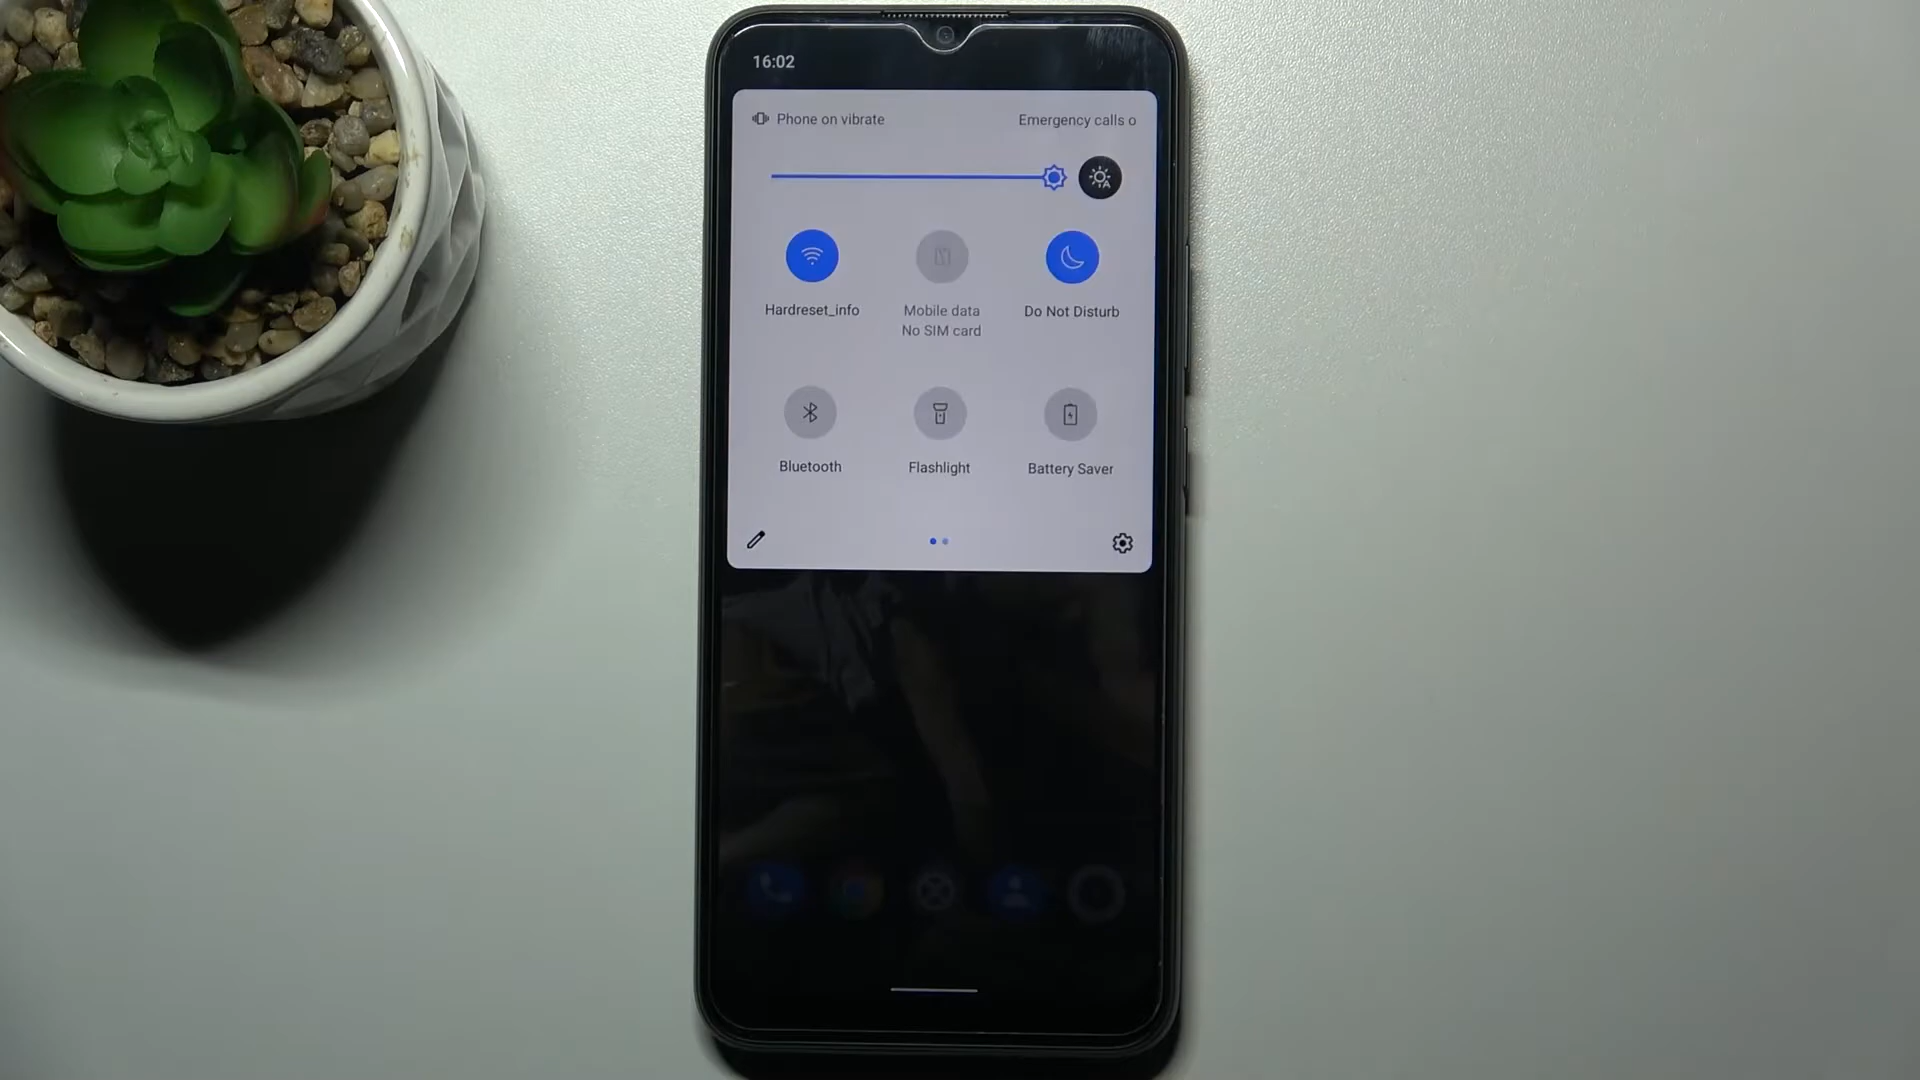 16:02
Phone on vibrate
Emergency calls o
Hardreset_info
Mobile data
No SIM card
Do Not Disturb
Bluetooth
Flashlight
Battery Saver